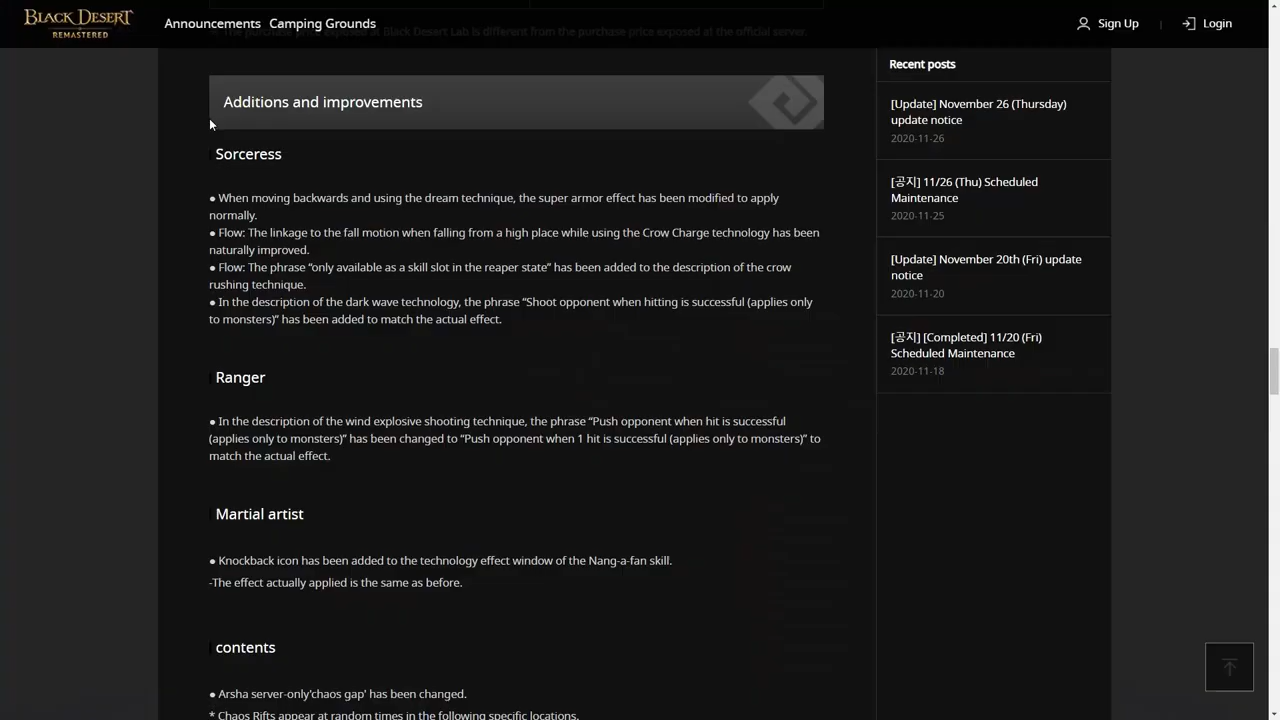 BLACK DESERT
REMASTERED
Announcements Camping Grounds
Sign Up | Login
* The purchase price exposed at Black Desert Lab is different from the purchase price exposed at the official server.
Additions and improvements
Sorceress
● When moving backwards and using the dream technique, the super armor effect has been modified to apply
normally.
● Flow: The linkage to the fall motion when falling from a high place while using the Crow Charge technology has been
naturally improved.
● Flow: The phrase “only available as a skill slot in the reaper state” has been added to the description of the crow
rushing technique.
● In the description of the dark wave technology, the phrase “Shoot opponent when hitting is successful (applies only
to monsters)” has been added to match the actual effect.
Ranger
● In the description of the wind explosive shooting technique, the phrase “Push opponent when hit is successful
(applies only to monsters)” has been changed to “Push opponent when 1 hit is successful (applies only to monsters)” to
match the actual effect.
Martial artist
● Knockback icon has been added to the technology effect window of the Nang-a-fan skill.
-The effect actually applied is the same as before.
contents
● Arsha server-only'chaos gap' has been changed.
* Chaos Rifts appear at random times in the following specific locations.
Recent posts
[Update] November 26 (Thursday)
update notice
2020-11-26
[공지] 11/26 (Thu) Scheduled
Maintenance
2020-11-25
[Update] November 20th (Fri) update
notice
2020-11-20
[공지] [Completed] 11/20 (Fri)
Scheduled Maintenance
2020-11-18